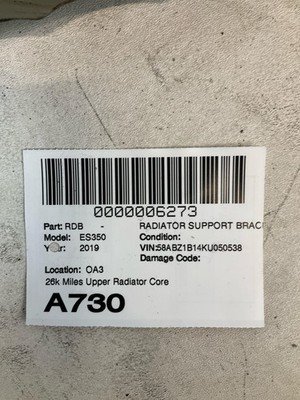 0000006273
Part: RDB - RADIATOR SUPPORT BRAC
Model: ES350 Condition:
2019 VIN:58ABZ1B14KU050538
Damage Code:
Location: OA3
26k Miles Upper Radiator Core
A730